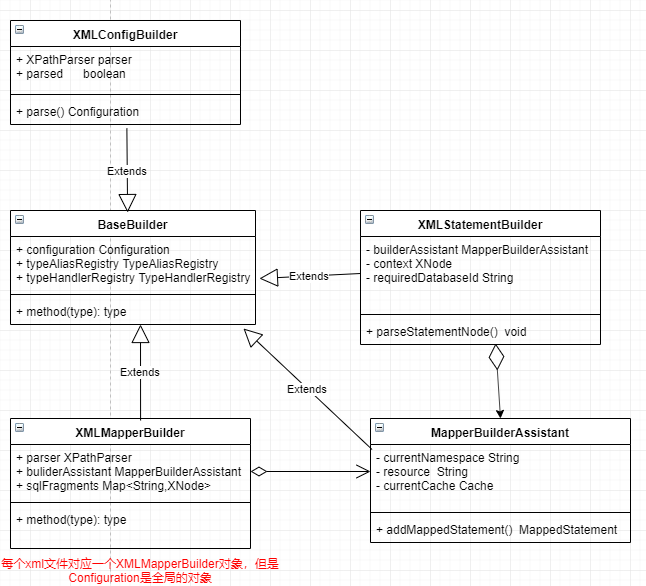 XMLConfigBuilder
+ XPathParser parser
+ parsed boolean
+ parse() Configuration
Extends
BaseBuilder
+ configuration Configuration
+ typeAliasRegistry TypeAliasRegistry
+ typeHandlerRegistry TypeHandlerRegistry
+ method(type): type
Extends
XMLStatementBuilder
- builderAssistant MapperBuilderAssistant
- context XNode
- requiredDatabaseId String
+ parseStatementNode() void
Extends
Extends
XMLMapperBuilder
+ parser XPathParser
+ buliderAssistant MapperBuilderAssistant
+ sqlFragments Map<String,XNode>
+ method(type): type
MapperBuilderAssistant
- currentNamespace String
- resource String
- currentCache Cache
+ addMappedStatement() MappedStatement
每个xml文件对应一个XMLMapperBuilder对象，但是
Configuration是全局的对象